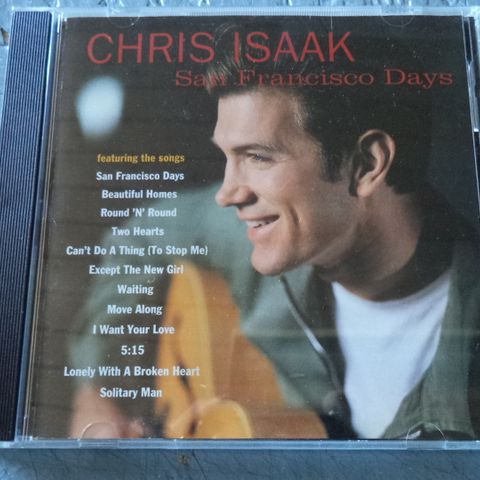 CHRIS ISAAK
San Francisco Days
featuring the songs
San Francisco Days
Beautiful Homes
Round 'N' Round
Two Hearts
Can't Do A Thing (To Stop Me)
Except The New Girl
Waiting
Move Along
I Want Your Love
5:15
Lonely With A Broken Heart
Solitary Man